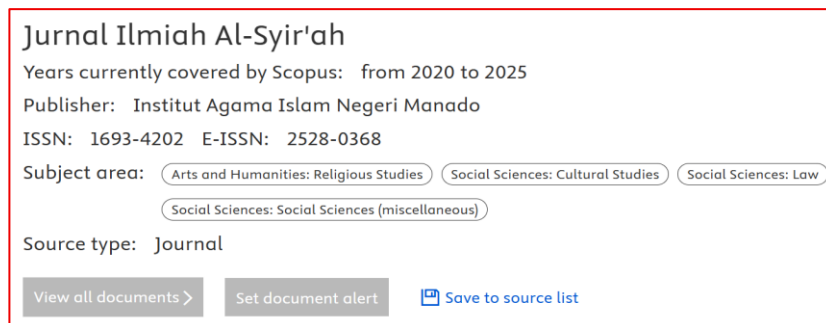 Jurnal Ilmiah Al-Syir'ah
Years currently covered by Scopus: from 2020 to 2025
Publisher: Institut Agama Islam Negeri Manado
ISSN: 1693-4202 E-ISSN: 2528-0368
Subject area: Arts and Humanities: Religious Studies Social Sciences: Cultural Studies Social Sciences: Law
Social Sciences: Social Sciences (miscellaneous)
Source type: Journal
View all documents > Set document alert Save to source list